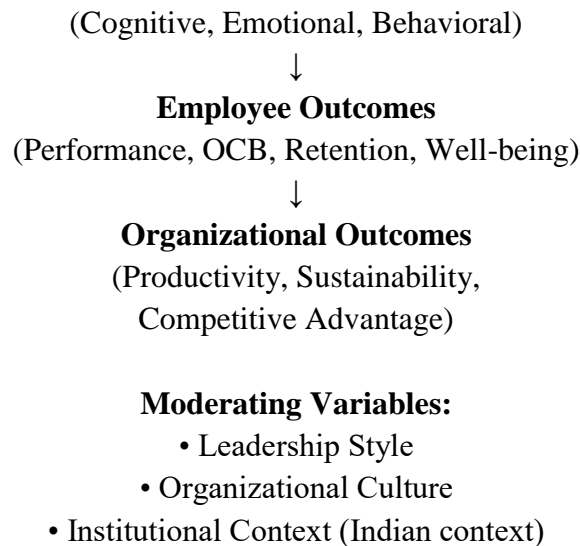 (Cognitive, Emotional, Behavioral)
↓
Employee Outcomes
(Performance, OCB, Retention, Well-being)
↓
Organizational Outcomes
(Productivity, Sustainability,
Competitive Advantage)
Moderating Variables:
• Leadership Style
• Organizational Culture
• Institutional Context (Indian context)